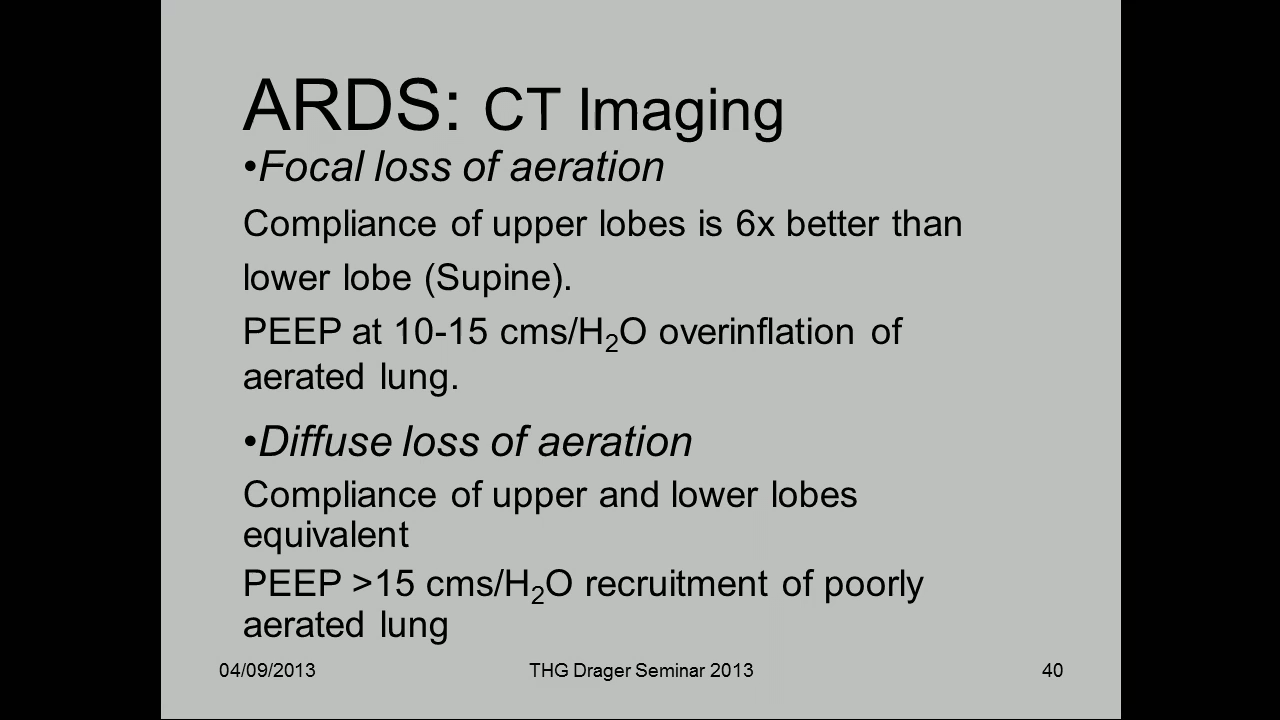 ARDS: CT Imaging
•Focal loss of aeration
Compliance of upper lobes is 6x better than
lower lobe (Supine).
PEEP at 10-15 cms/H₂O overinflation of
aerated lung.
•Diffuse loss of aeration
Compliance of upper and lower lobes
equivalent
PEEP >15 cms/H₂O recruitment of poorly
aerated lung
04/09/2013 THG Drager Seminar 2013 40